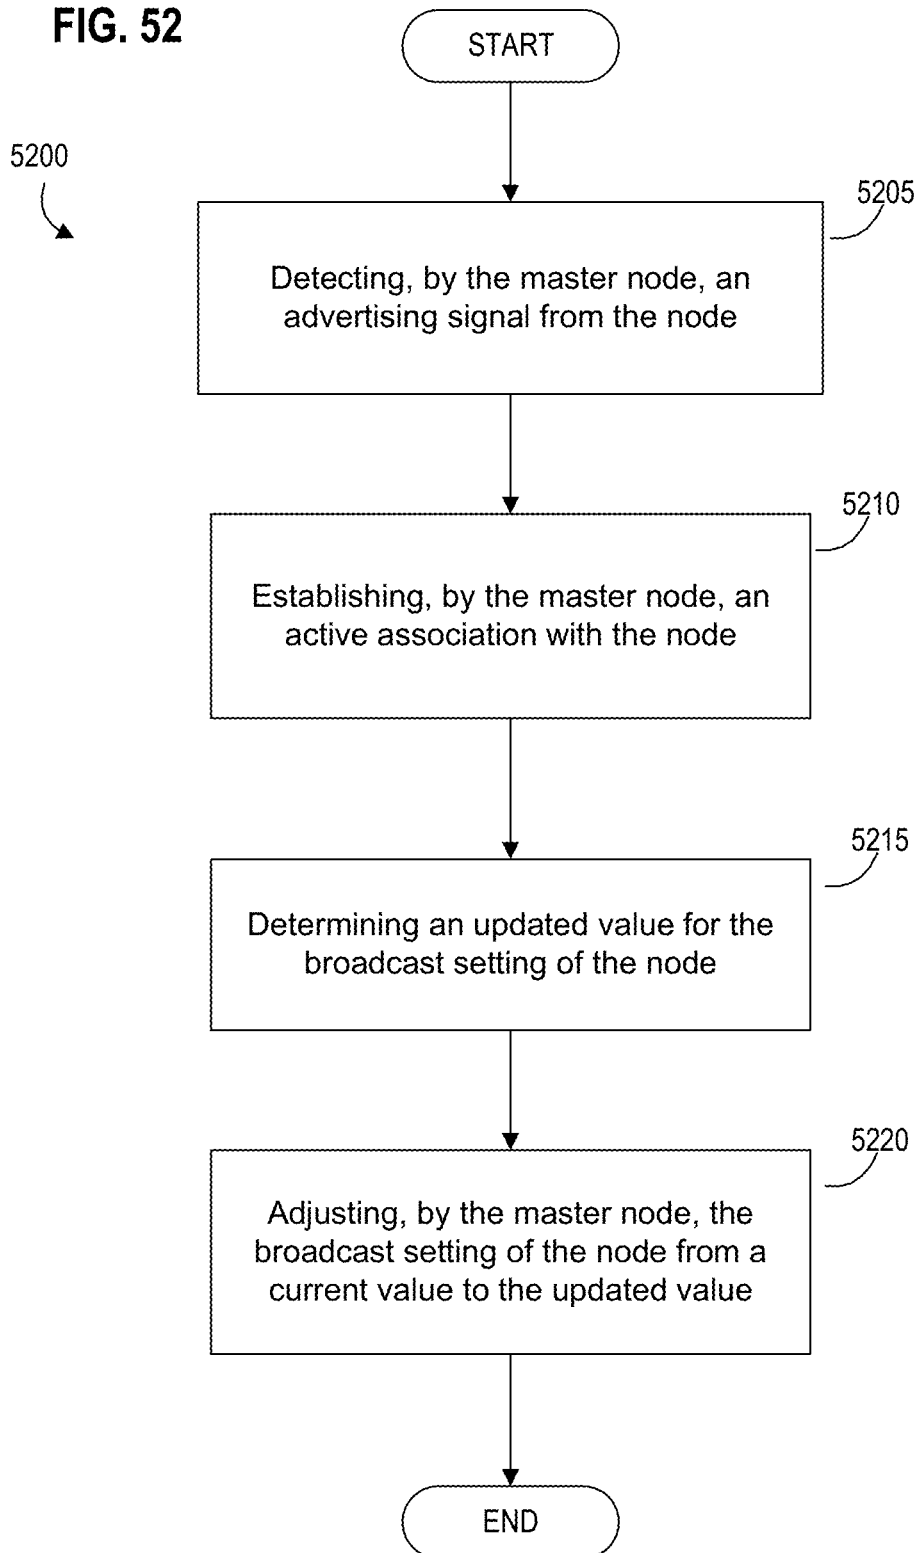 FIG. 52
START
5200
5205
Detecting, by the master node, an
advertising signal from the node
5210
Establishing, by the master node, an
active association with the node
5215
Determining an updated value for the
broadcast setting of the node
5220
Adjusting, by the master node, the
broadcast setting of the node from a
current value to the updated value
END